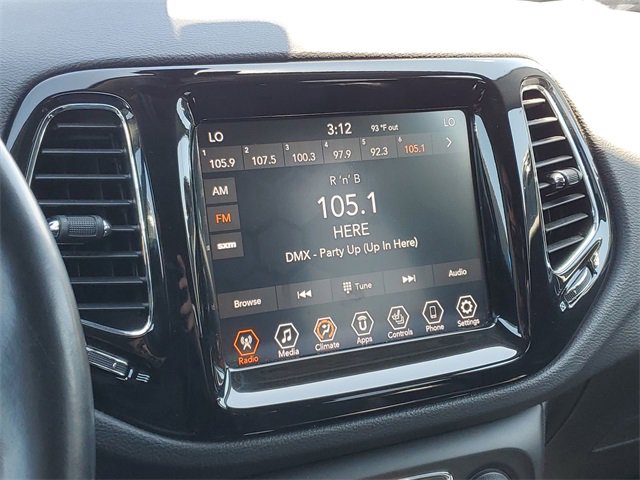 LO 3:12 93 °F out LO
1 105.9 2 107.5 3 100.3 4 97.9 5 92.3 6 105.1
AM
FM
sxm
R 'n' B
105.1
HERE
DMX - Party Up (Up In Here)
Browse Tune Audio
Radio Media Climate Apps Controls Phone Settings